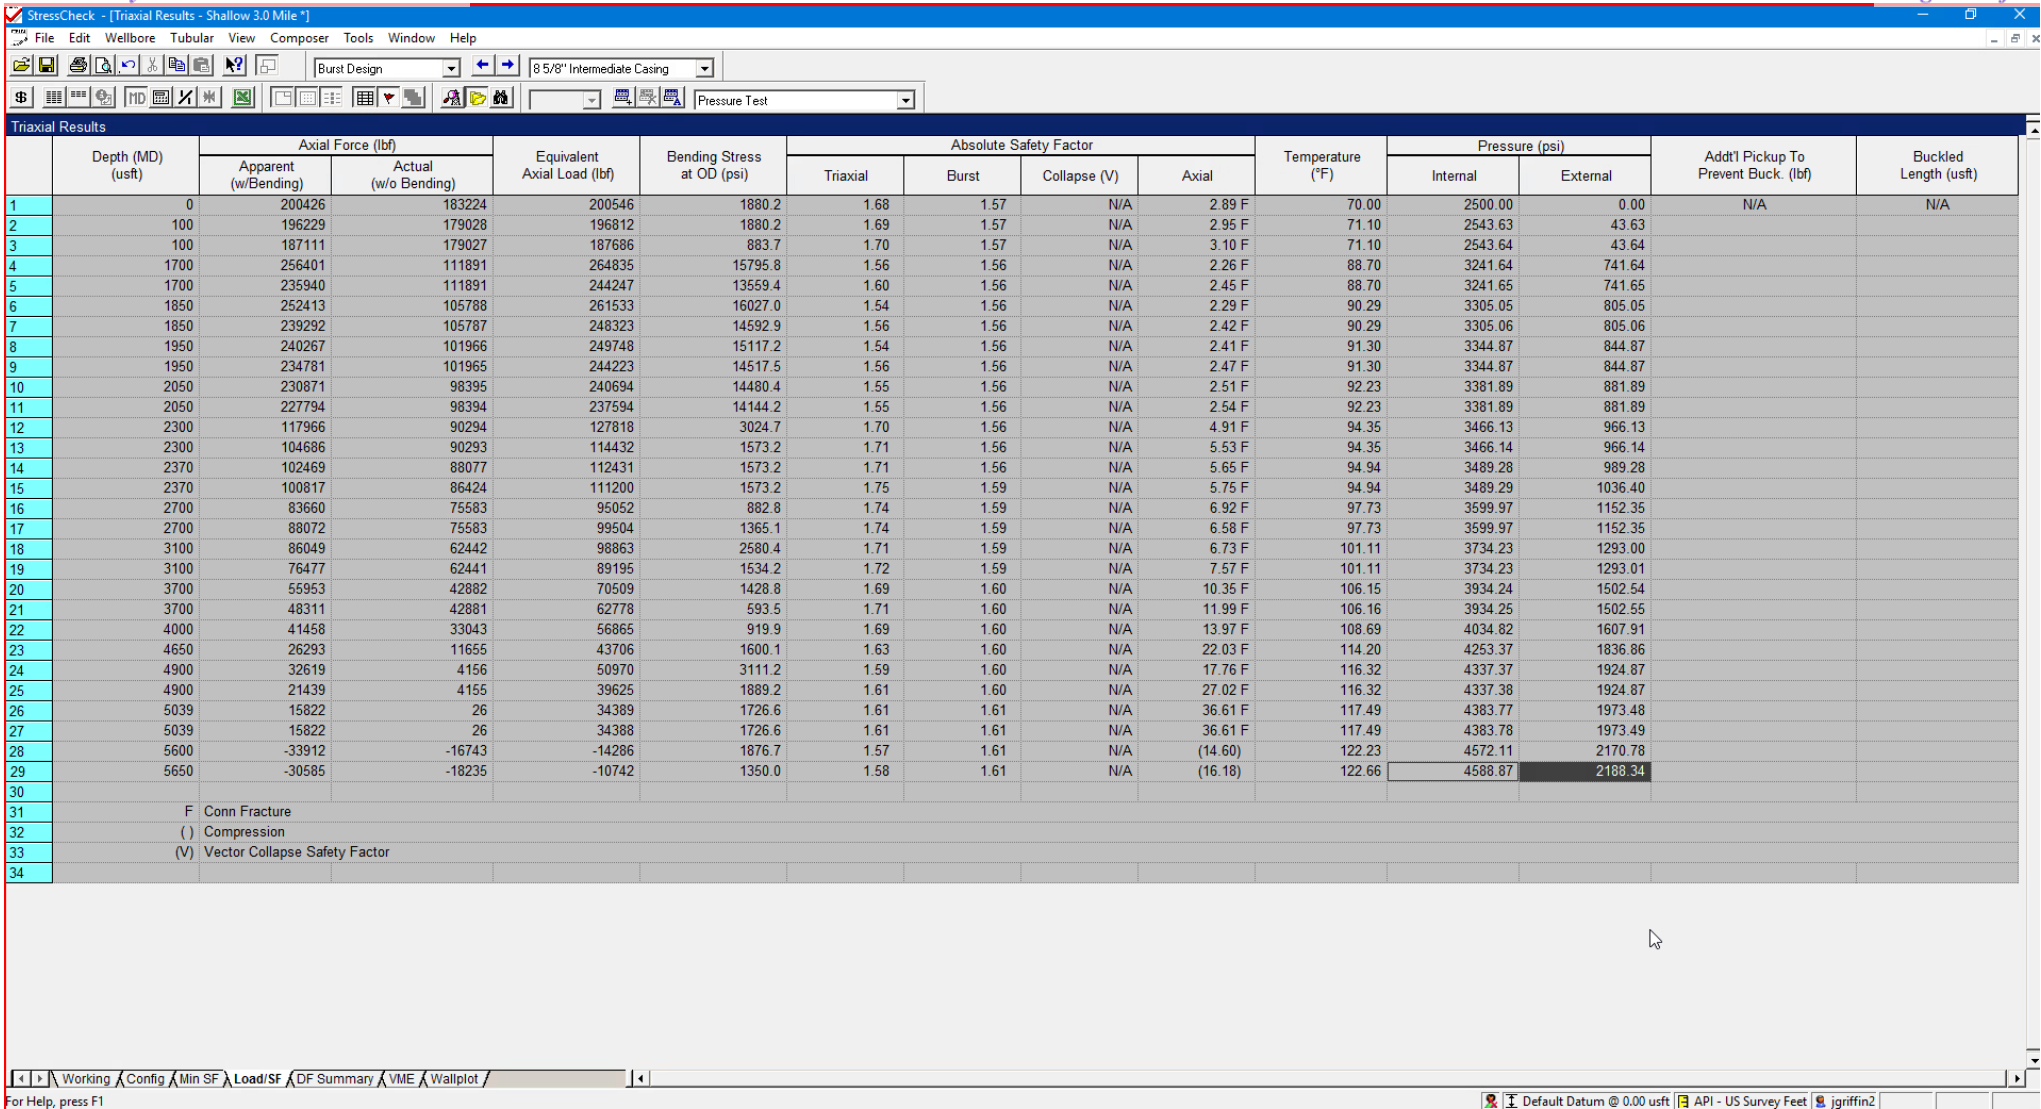 StressCheck - [Triaxial Results - Shallow 3.0 Mile *]
File Edit Wellbore Tubular View Composer Tools Window Help
Burst Design 8 5/8" Intermediate Casing
MD Pressure Test
Triaxial Results
Depth (MD) (usft) Axial Force (lbf) Apparent (w/Bending) Actual (w/o Bending) Equivalent Axial Load (lbf) Bending Stress at OD (psi) Absolute Safety Factor Triaxial Burst Collapse (V) Axial Temperature (°F) Pressure (psi) Internal External Addt'l Pickup To Prevent Buck. (lbf) Buckled Length (usft)
1 0 200426 183224 200546 1880.2 1.68 1.57 N/A 2.89 F 70.00 2500.00 0.00 N/A N/A
2 100 196229 179028 196812 1880.2 1.69 1.57 N/A 2.95 F 71.10 2543.63 43.63
3 100 187111 179027 187686 883.7 1.70 1.57 N/A 3.10 F 71.10 2543.64 43.64
4 1700 256401 111891 264835 15795.8 1.56 1.56 N/A 2.26 F 88.70 3241.64 741.64
5 1700 235940 111891 244247 13559.4 1.60 1.56 N/A 2.45 F 88.70 3241.65 741.65
6 1850 252413 105788 261533 16027.0 1.54 1.56 N/A 2.29 F 90.29 3305.05 805.05
7 1850 239292 105787 248323 14592.9 1.56 1.56 N/A 2.42 F 90.29 3305.06 805.06
8 1950 240267 101966 249748 15117.2 1.54 1.56 N/A 2.41 F 91.30 3344.87 844.87
9 1950 234781 101965 244223 14517.5 1.56 1.56 N/A 2.47 F 91.30 3344.87 844.87
10 2050 230871 98395 240694 14480.4 1.55 1.56 N/A 2.51 F 92.23 3381.89 881.89
11 2050 227794 98394 237594 14144.2 1.55 1.56 N/A 2.54 F 92.23 3381.89 881.89
12 2300 117966 90294 127818 3024.7 1.70 1.56 N/A 4.91 F 94.35 3466.13 966.13
13 2300 104686 90293 114432 1573.2 1.71 1.56 N/A 5.53 F 94.35 3466.14 966.14
14 2370 102469 88077 112431 1573.2 1.71 1.56 N/A 5.65 F 94.94 3489.28 989.28
15 2370 100817 86424 111200 1573.2 1.75 1.59 N/A 5.75 F 94.94 3489.29 1036.40
16 2700 83660 75583 95052 882.8 1.74 1.59 N/A 6.92 F 97.73 3599.97 1152.35
17 2700 88072 75583 99504 1365.1 1.74 1.59 N/A 6.58 F 97.73 3599.97 1152.35
18 3100 86049 62442 98863 2580.4 1.71 1.59 N/A 6.73 F 101.11 3734.23 1293.00
19 3100 76477 62441 89195 1534.2 1.72 1.59 N/A 7.57 F 101.11 3734.23 1293.01
20 3700 55953 42882 70509 1428.8 1.69 1.60 N/A 10.35 F 106.15 3934.24 1502.54
21 3700 48311 42881 62778 593.5 1.71 1.60 N/A 11.99 F 106.16 3934.25 1502.55
22 4000 41458 33043 56865 919.9 1.69 1.60 N/A 13.97 F 108.69 4034.82 1607.91
23 4650 26293 11655 43706 1600.1 1.63 1.60 N/A 22.03 F 114.20 4253.37 1836.86
24 4900 32619 4156 50970 3111.2 1.59 1.60 N/A 17.76 F 116.32 4337.37 1924.87
25 4900 21439 4155 39625 1889.2 1.61 1.60 N/A 27.02 F 116.32 4337.38 1924.87
26 5039 15822 26 34389 1726.6 1.61 1.61 N/A 36.61 F 117.49 4383.77 1973.48
27 5039 15822 26 34388 1726.6 1.61 1.61 N/A 36.61 F 117.49 4383.78 1973.49
28 5600 -33912 -16743 -14286 1876.7 1.57 1.61 N/A (14.60) 122.23 4572.11 2170.78
29 5650 -30585 -18235 -10742 1350.0 1.58 1.61 N/A (16.18) 122.66 4588.87 2188.34
30
31 F Conn Fracture
32 ( ) Compression
33 (V) Vector Collapse Safety Factor
34
Working Config Min SF Load/SF DF Summary VME Wallplot
For Help, press F1 Default Datum @ 0.00 usft API - US Survey Feet jgriffin2